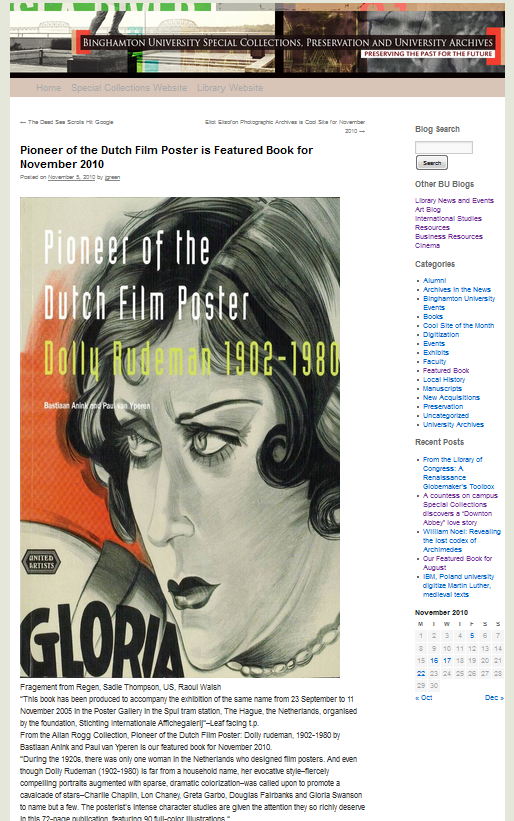 Binghamton University Special Collections, Preservation and University Archives
PRESERVING THE PAST FOR THE FUTURE
Home Special Collections Website Library Website
← The Dead Sea Scrolls Hit Google
Eliot Elisofon Photographic Archives is Cool Site for November
2010 →
Pioneer of the Dutch Film Poster is Featured Book for
November 2010
Posted on November 5, 2010 by jgreen
Pioneer of the
Dutch Film Poster
Dolly Rudeman 1902-1980
Bastiaan Anink and Paul van Yperen
UNITED
ARTISTS
GLORIA
Fragement from Regen, Sadie Thompson, US, Raoul Walsh
"This book has been produced to accompany the exhibition of the same name from 23 September to 11
November 2005 in the Poster Gallery in the Spui tram station, The Hague, the Netherlands, organised
by the foundation, Stichting Internationale Affichegalerij"–Leaf facing t.p.
From the Allan Rogg Collection, Pioneer of the Dutch Film Poster: Dolly rudeman, 1902-1980 by
Bastiaan Anink and Paul van Yperen is our featured book for November 2010.
"During the 1920s, there was only one woman in the Netherlands who designed film posters. And even
though Dolly Rudeman (1902-1980) is far from a household name, her evocative style–fiercely
compelling portraits augmented with sparse, dramatic colorization–was called upon to promote a
cavalcade of stars–Charlie Chaplin, Lon Chaney, Greta Garbo, Douglas Fairbanks and Gloria Swanson
to name but a few. The posterist's intense character studies are given the attention they so richly deserve
in this 72-page publication, featuring 90 full-color illustrations."
Blog Search
Search
Other BU Blogs
Library News and Events
Art Blog
International Studies
Resources
Business Resources
Cinema
Categories
Alumni
Archives in the News
Binghamton University
Events
Books
Cool Site of the Month
Digitization
Events
Exhibits
Faculty
Featured Book
Local History
Manuscripts
New Acquisitions
Preservation
Uncategorized
University Archives
Recent Posts
From the Library of
Congress: A
Renaissance
Globemaker's Toolbox
A countess on campus
Special Collections
discovers a "Downton
Abbey" love story
William Noel: Revealing
the lost codex of
Archimedes
Our Featured Book for
August
IBM, Poland university
digitize Martin Luther,
medieval texts
November 2010
M T W T F S S
1 2 3 4 5 6 7
8 9 10 11 12 13 14
15 16 17 18 19 20 21
22 23 24 25 26 27 28
29 30
« Oct Dec »